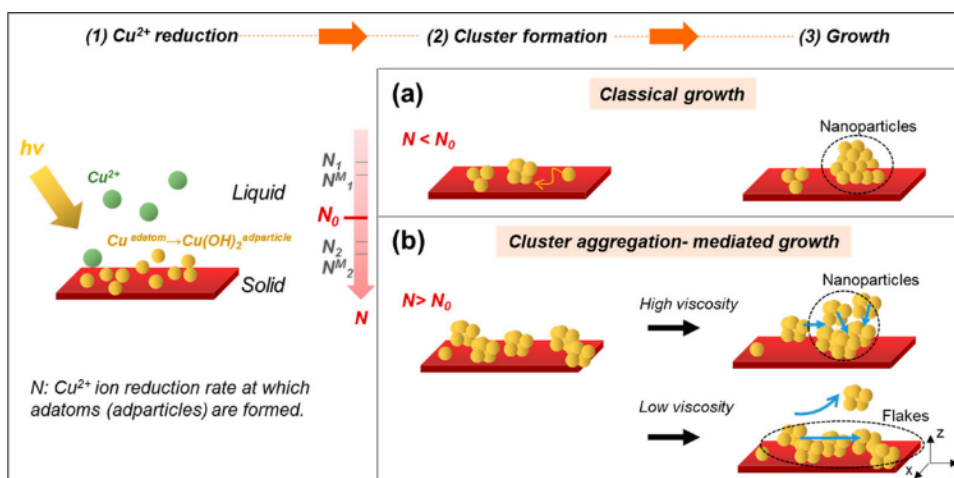 (1) Cu²⁺ reduction
(2) Cluster formation
(3) Growth
hν
Cu²⁺
Liquid
Cu ᵃᵈᵃᵗᵒᵐ→Cu(OH)₂ ᵃᵈᵖᵃʳᵗⁱᶜˡᵉ
Solid
N₁
Nᴹ₁
N₀
N₂
Nᴹ₂
N
N: Cu²⁺ ion reduction rate at which
adatoms (adparticles) are formed.
(a)
Classical growth
N < N₀
Nanoparticles
(b)
Cluster aggregation- mediated growth
N> N₀
High viscosity
Nanoparticles
Low viscosity
Flakes
Z
X